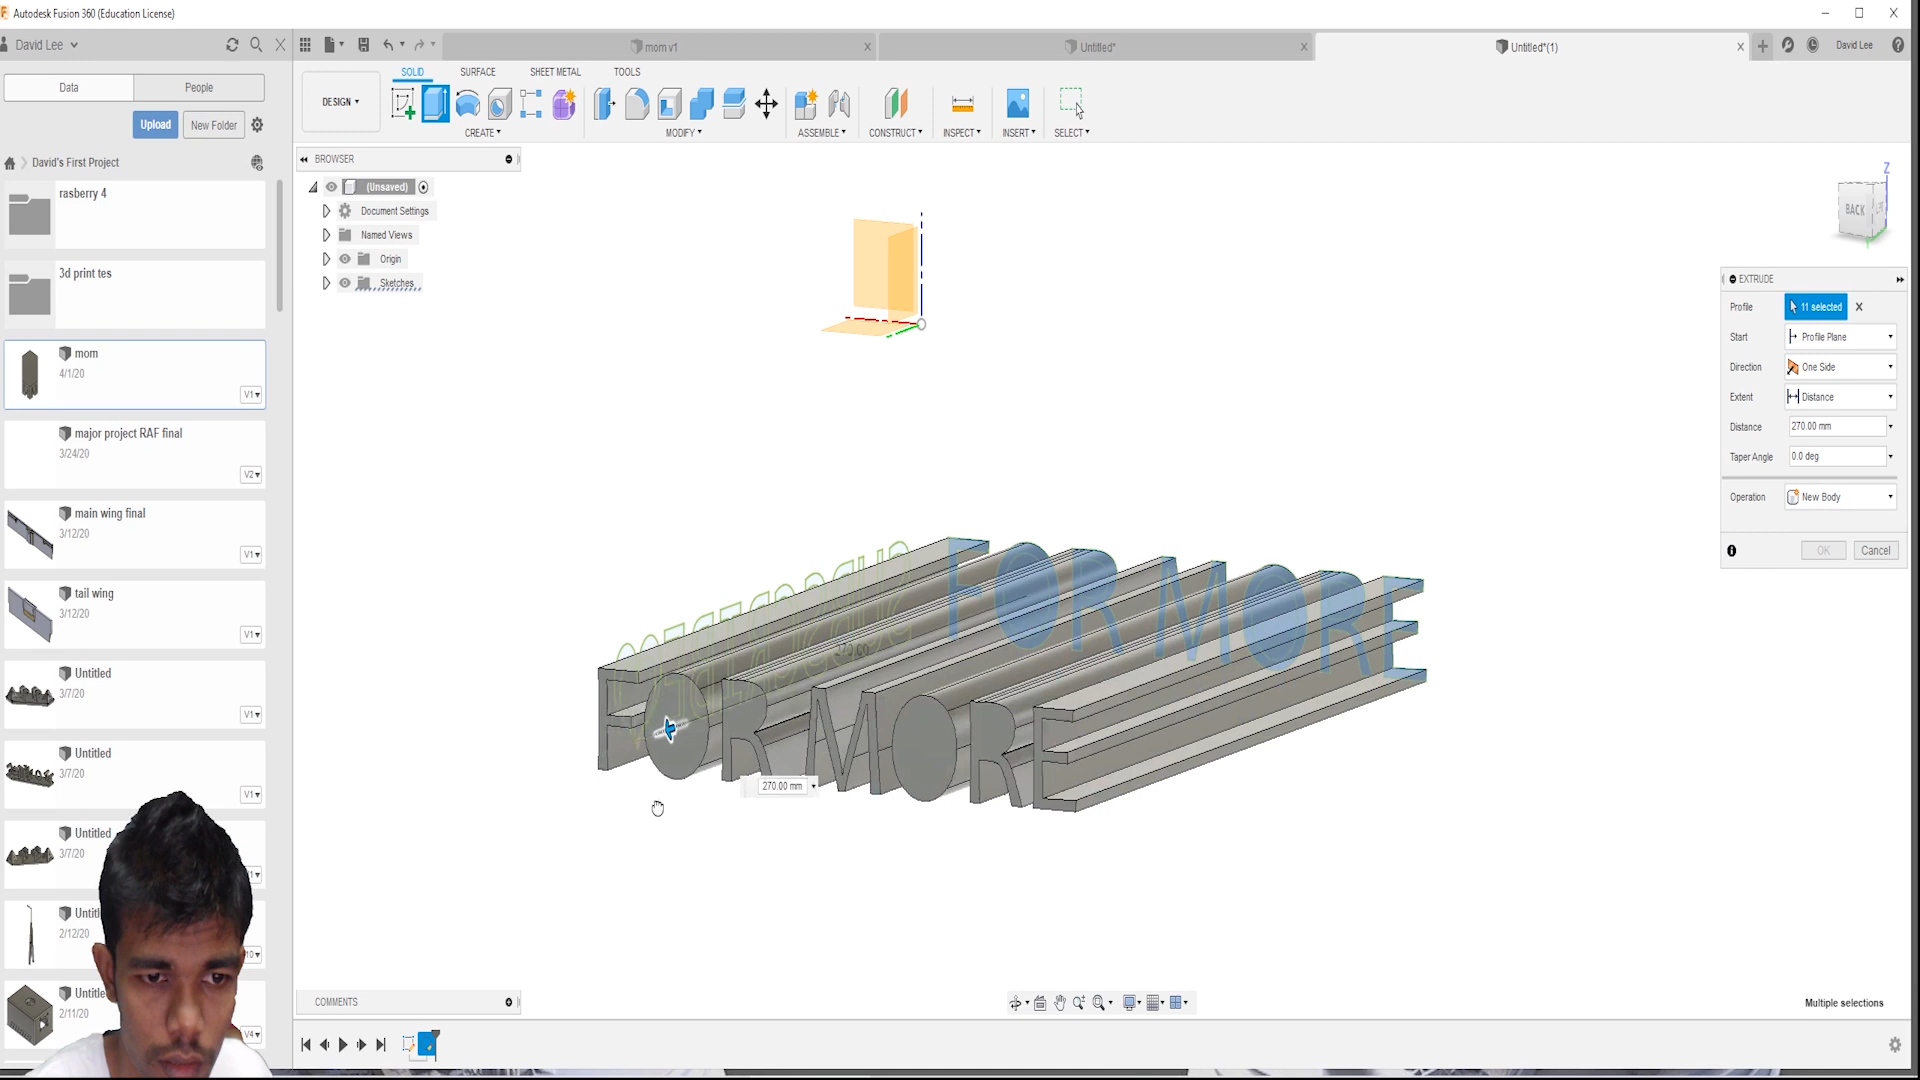 Autodesk Fusion 360 (Education License)
David Lee
mom v1
Untitled*
Untitled*(1)
David Lee
Data
People
Upload
New Folder
David's First Project
rasberry 4
3d print tes
mom
4/1/20
V1
major project RAF final
3/24/20
V2
main wing final
3/12/20
V1
tail wing
3/12/20
V1
Untitled
3/7/20
V1
Untitled
3/7/20
V1
Untitled
3/7/20
2/12/20
2/11/20
V4
SOLID
SURFACE
SHEET METAL
TOOLS
DESIGN
CREATE
MODIFY
ASSEMBLE
CONSTRUCT
INSPECT
INSERT
SELECT
BROWSER
(Unsaved)
Document Settings
Named Views
Origin
Sketches
Z
BACK
EXTRUDE
Profile
11 selected
Start
Profile Plane
Direction
One Side
Extent
Distance
Distance
270.00 mm
Taper Angle
0.0 deg
Operation
New Body
OK
Cancel
FOR MORE
270.00
FOR MORE
270.00 mm
COMMENTS
Multiple selections